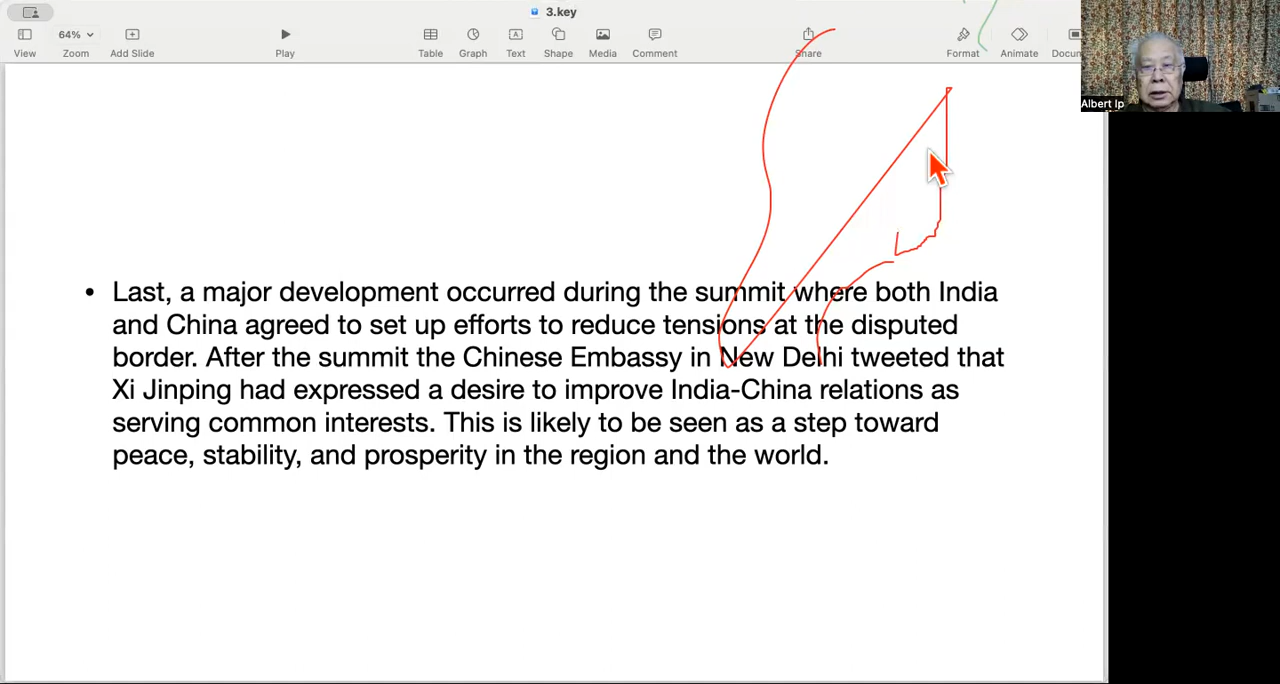 3.key
64%
View Zoom Add Slide Play Table Graph Text Shape Media Comment Share Format Animate
Albert Ip
• Last, a major development occurred during the summit where both India
and China agreed to set up efforts to reduce tensions at the disputed
border. After the summit the Chinese Embassy in New Delhi tweeted that
Xi Jinping had expressed a desire to improve India-China relations as
serving common interests. This is likely to be seen as a step toward
peace, stability, and prosperity in the region and the world.